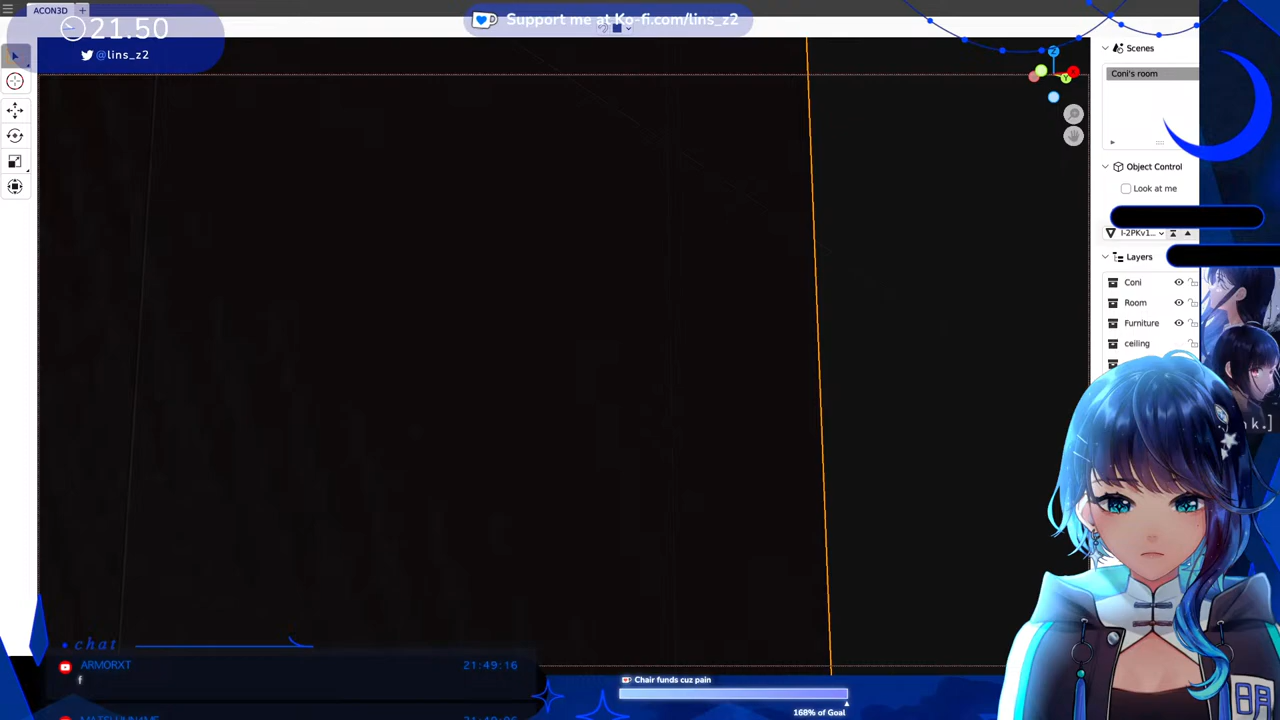 ACON3D +
21.50
Support me at Ko-fi.com/lins_z2
@lins_z2
Z
Y
Scenes
Coni's room
Object Control
Look at me
I-2PKv1...
Layers
Coni
Room
Furniture
ceiling
chat
ARMORXT 21:49:16
f
Chair funds cuz pain
168% of Goal